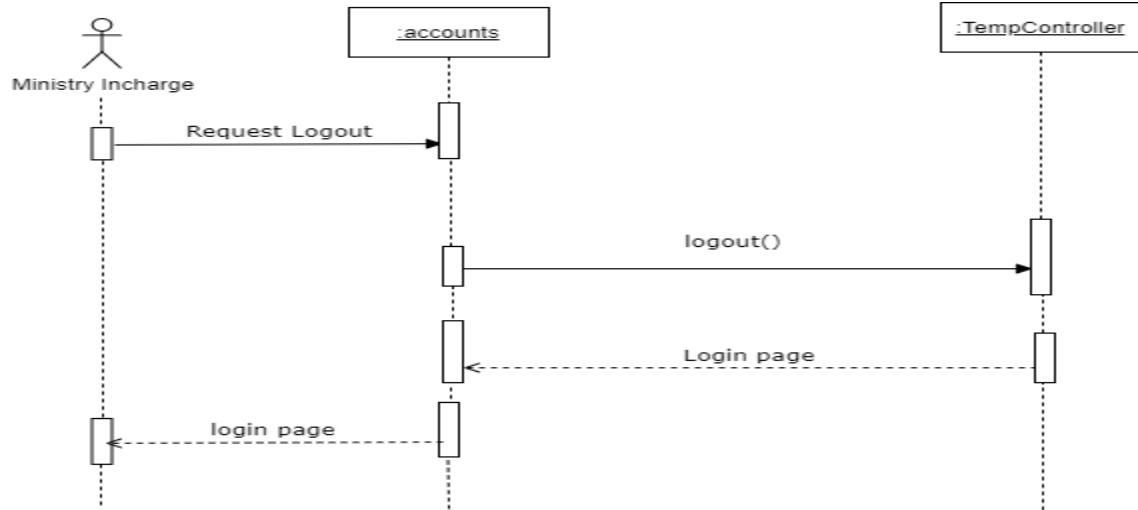 :accounts
:TempController
Ministry Incharge
Request Logout
logout()
Login page
login page